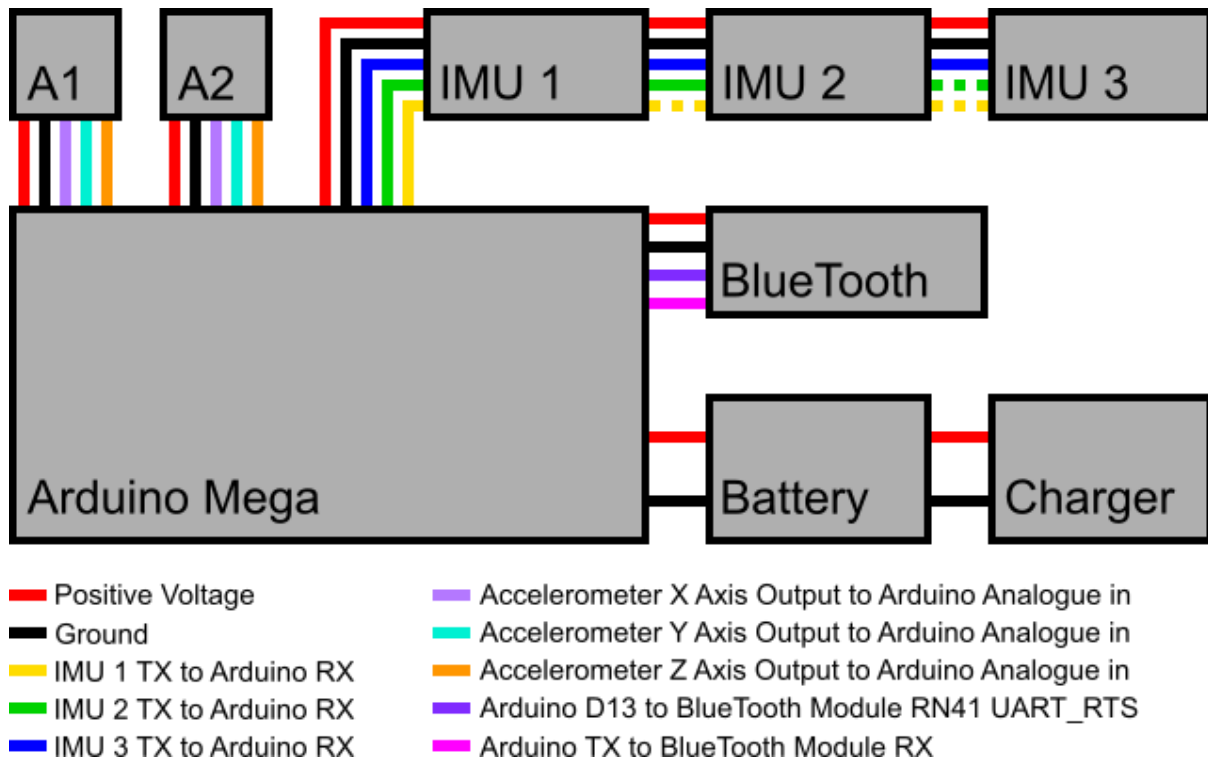 A1
A2
IMU 1
IMU 2
IMU 3
BlueTooth
Arduino Mega
Battery
Charger
Positive Voltage
Ground
IMU 1 TX to Arduino RX
IMU 2 TX to Arduino RX
IMU 3 TX to Arduino RX
Accelerometer X Axis Output to Arduino Analogue in
Accelerometer Y Axis Output to Arduino Analogue in
Accelerometer Z Axis Output to Arduino Analogue in
Arduino D13 to BlueTooth Module RN41 UART_RTS
Arduino TX to BlueTooth Module RX